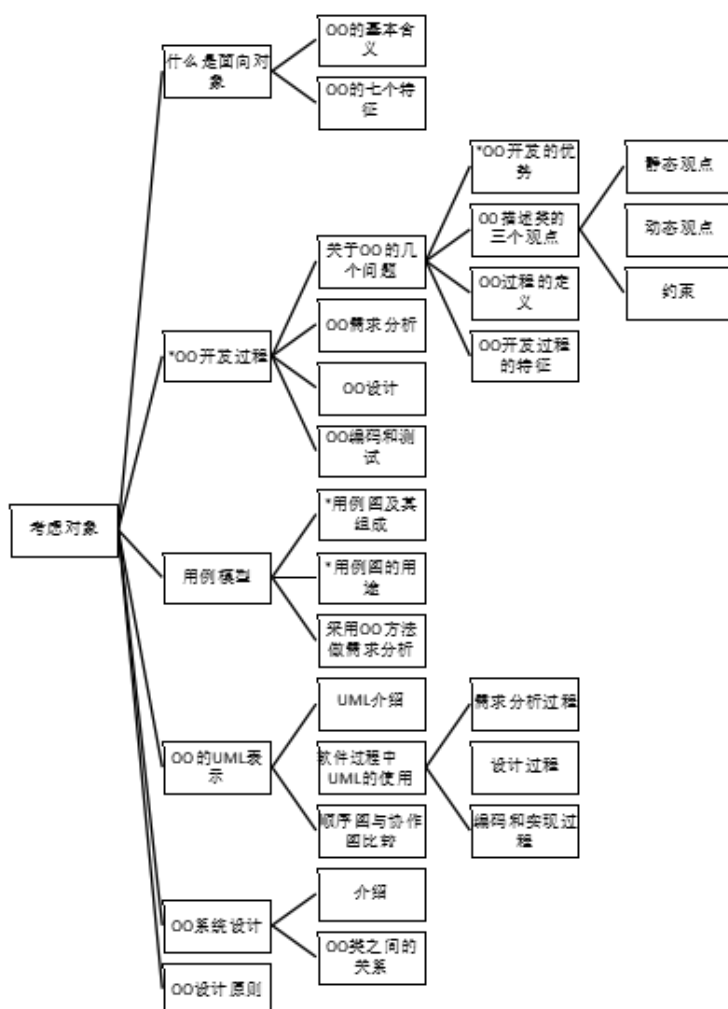 什么是面向对
象
OO的基本含
义
OO的七个特
征
*OO开发过程
关于OO的几
个问题
*OO开发的优
势
OO描述类的
三个观点
静态观点
动态观点
约束
OO过程的定
义
OO开发过程
的特征
OO需求分析
OO设计
OO编码和测
试
考虑对象
用例模型
*用例图及其
组成
*用例图的用
途
采用OO方法
做需求分析
OO的UML表
示
UML介绍
软件过程中
UML的使用
需求分析过程
设计过程
编码和实现过
程
顺序图与协作
图比较
OO系统设计
介绍
OO类之间的
关系
OO设计原则